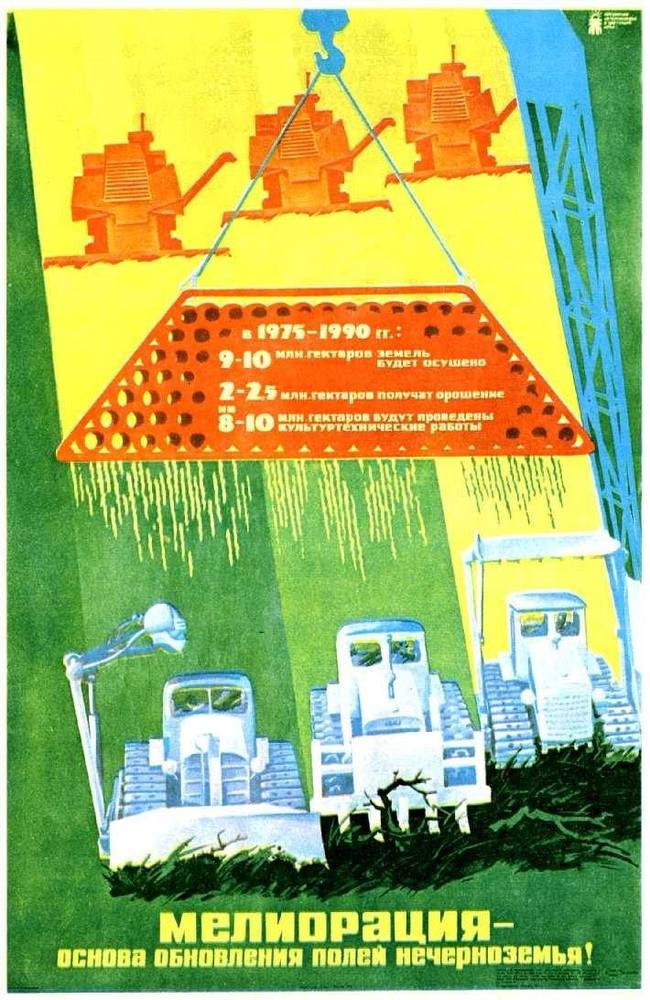 в 1975-1990 гг.:
9-10 млн.гектаров земель
будет осушено
2-2,5 млн.гектаров получат орошение
на
8-10 млн.гектаров будут проведены
культуртехнические работы
мелиорация-
основа обновления полей нечерноземья!